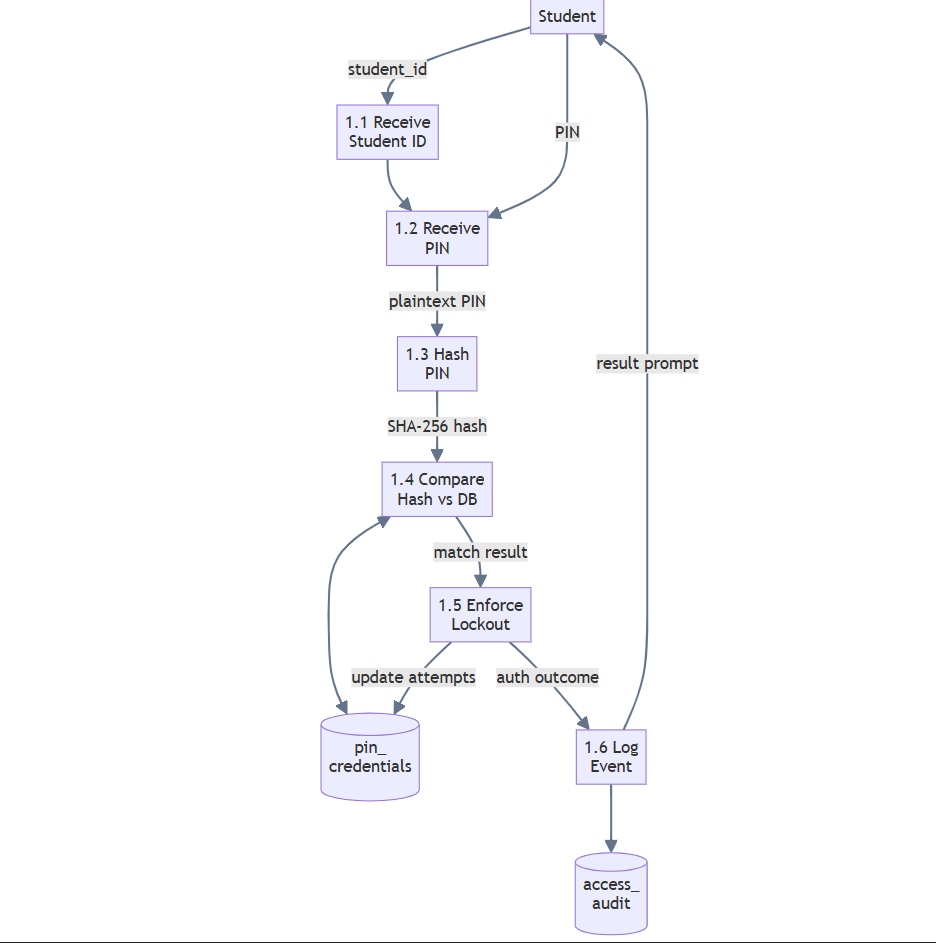 Student
student_id
1.1 Receive
Student ID
PIN
1.2 Receive
PIN
plaintext PIN
1.3 Hash
PIN
result prompt
SHA-256 hash
1.4 Compare
Hash vs DB
match result
1.5 Enforce
Lockout
update attempts
auth outcome
pin_
credentials
1.6 Log
Event
access_
audit